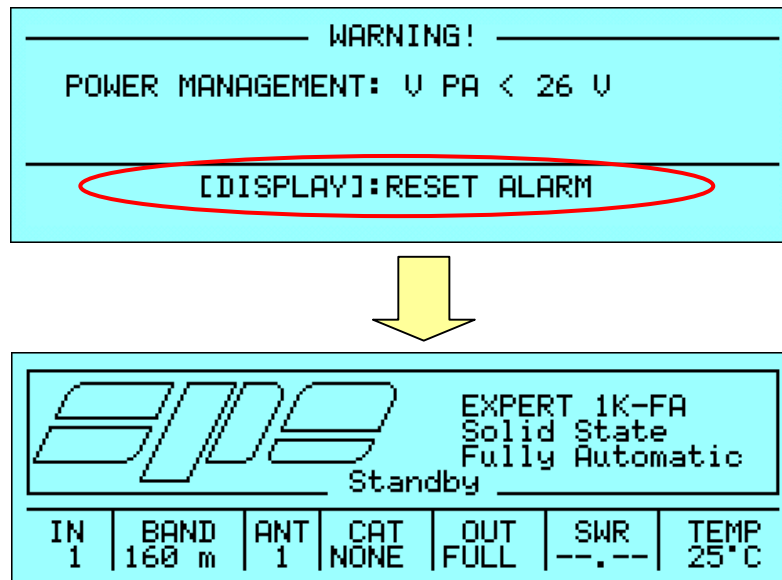 WARNING!
POWER MANAGEMENT: V PA < 26 V
[DISPLAY]:RESET ALARM
spe
EXPERT 1K-FA
Solid State
Fully Automatic
Standby
IN BAND ANT CAT OUT SWR TEMP
1 160 m 1 NONE FULL --.-- 25°C